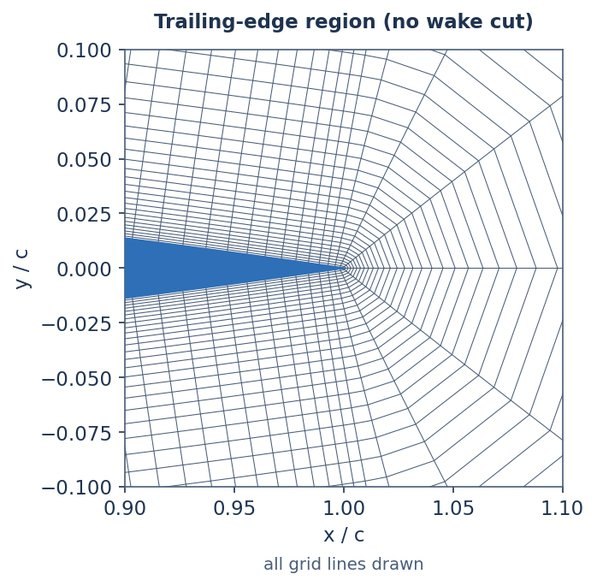 Trailing-edge region (no wake cut)
0.100
0.075
0.050
0.025
0.000
−0.025
−0.050
−0.075
−0.100
y / c
0.90 0.95 1.00 1.05 1.10
x / c
all grid lines drawn